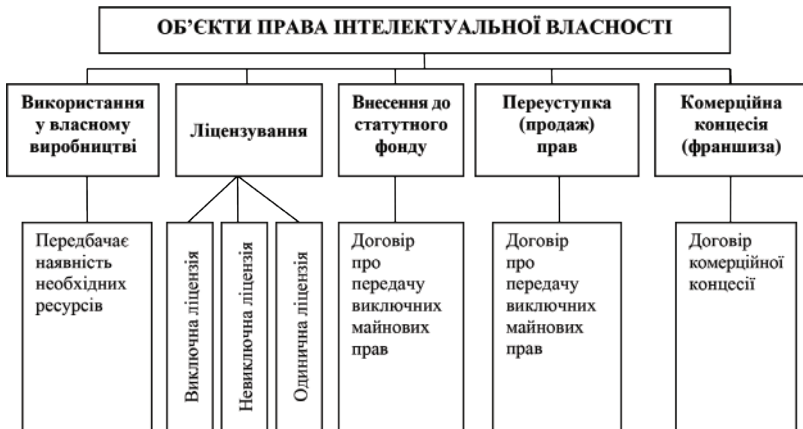 ОБ’ЄКТИ ПРАВА ІНТЕЛЕКТУАЛЬНОЇ ВЛАСНОСТІ
Використання
у власному
виробництві
Ліцензування
Внесення до
статутного
фонду
Переуступка
(продаж)
прав
Комерційна
концесія
(франшиза)
Передбачає
наявність
необхідних
ресурсів
Виключна ліцензія
Невиключна ліцензія
Одинична ліцензія
Договір
про
передачу
виключних
майнових
прав
Договір
про
передачу
виключних
майнових
прав
Договір
комерційної
концесії